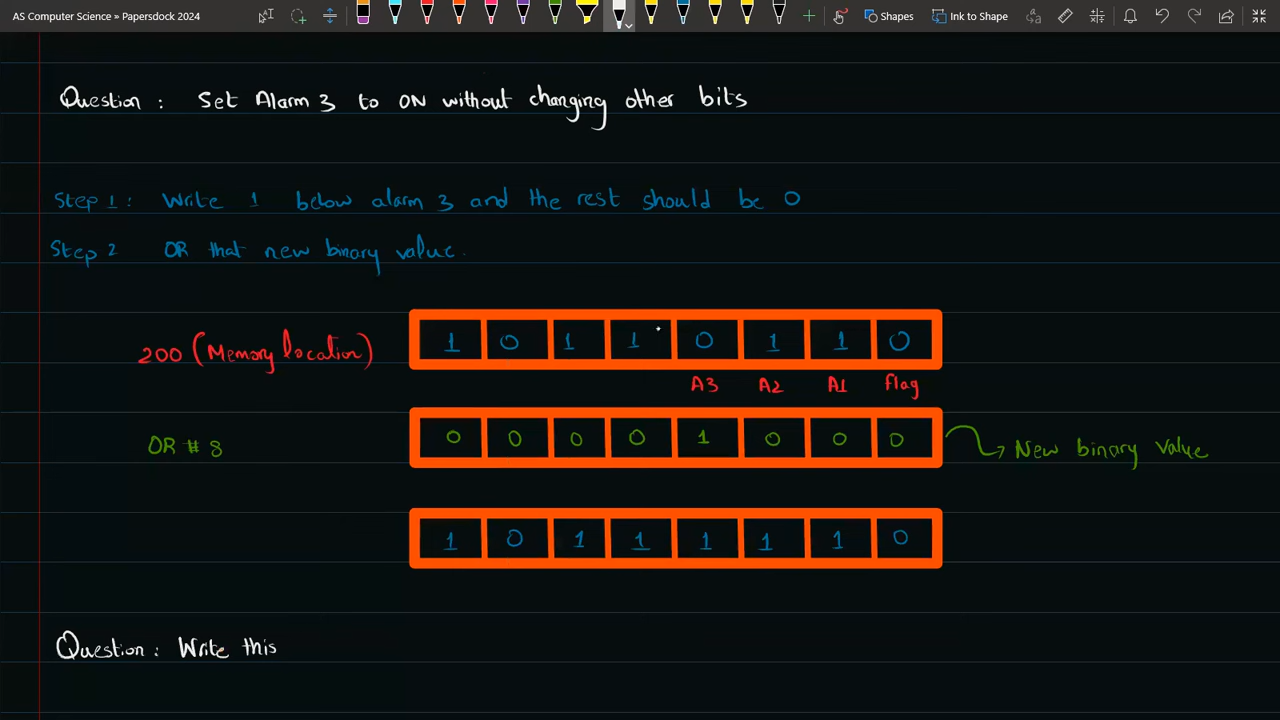 AS Computer Science » Papersdock 2024
Shapes
Ink to Shape
Question : Set Alarm 3 to ON without changing other bits
Step 1 : Write 1 below alarm 3 and the rest should be 0
Step 2 OR that new binary value.
200 (Memory location) 1 0 1 1 0 1 1 0
A3 A2 A1 flag
OR # 8 0 0 0 0 1 0 0 0 New binary value
1 0 1 1 1 1 1 0
Question : Write this